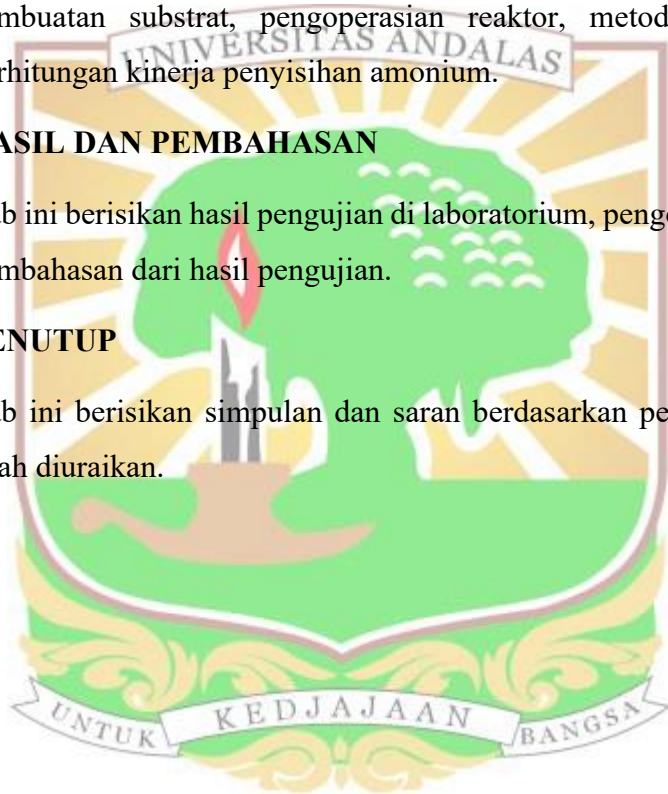 mbuatan substrat, pengoperasian reaktor, metod
UNIVERSITAS ANDALAS
rhitungan kinerja penyisihan amonium.
ASIL DAN PEMBAHASAN
ab ini berisikan hasil pengujian di laboratorium, peng
mbahasan dari hasil pengujian.
ENUTUP
ab ini berisikan simpulan dan saran berdasarkan pe
ah diuraikan.
UNTUK KEDJAJAAN BANGSA